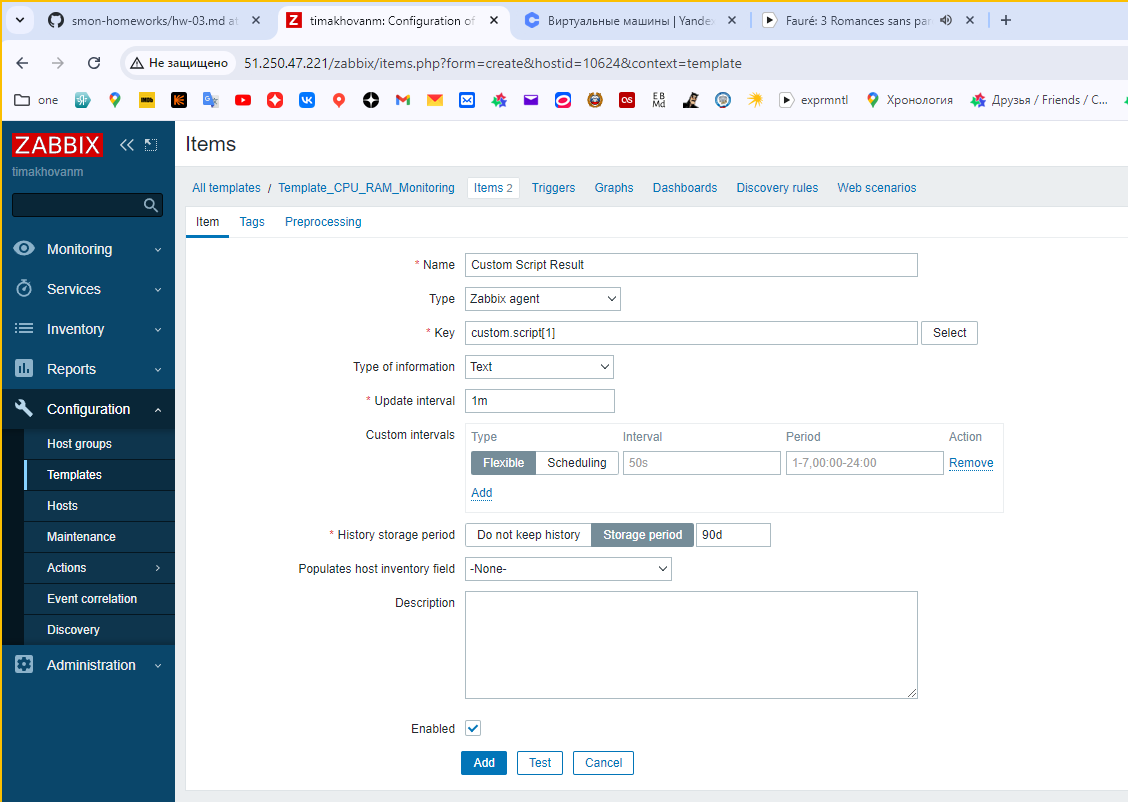 smon-homeworks/hw-03.md at
timakhovanm: Configuration of
Виртуальные машины | Yandex
Fauré: 3 Romances sans par
Не защищено
51.250.47.221/zabbix/items.php?form=create&hostid=10624&context=template
one
exprmntl
Хронология
Друзья / Friends / C...
ZABBIX
timakhovanm
Monitoring
Services
Inventory
Reports
Configuration
Host groups
Templates
Hosts
Maintenance
Actions
Event correlation
Discovery
Administration
Items
All templates / Template_CPU_RAM_Monitoring Items 2 Triggers Graphs Dashboards Discovery rules Web scenarios
Item Tags Preprocessing
* Name Custom Script Result
Type Zabbix agent
* Key custom.script[1] Select
Type of information Text
* Update interval 1m
Custom intervals Type Interval Period Action
Flexible Scheduling 50s 1-7,00:00-24:00 Remove
Add
* History storage period Do not keep history Storage period 90d
Populates host inventory field -None-
Description
Enabled
Add Test Cancel